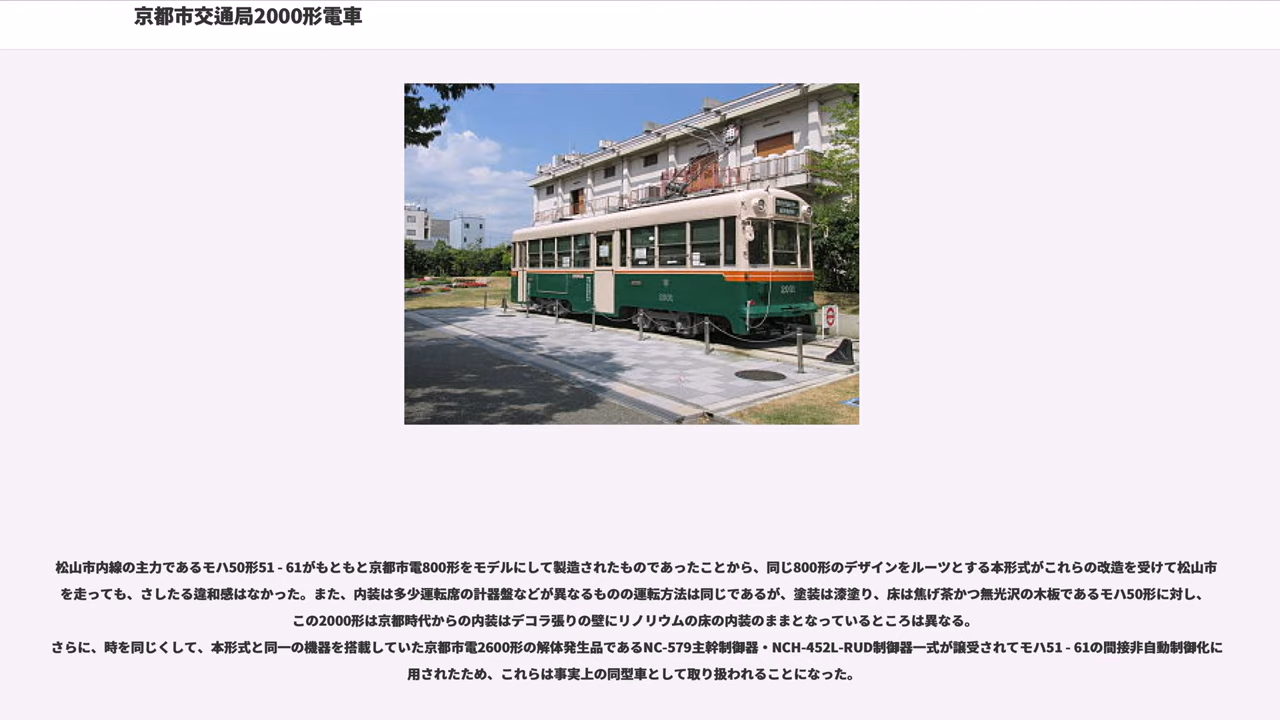 京都市交通局2000形電車
松山市内線の主力であるモハ50形51 - 61がもともと京都市電800形をモデルにして製造されたものであったことから、同じ800形のデザインをルーツとする本形式がこれらの改造を受けて松山市
を走っても、さしたる違和感はなかった。また、内装は多少運転席の計器盤などが異なるものの運転方法は同じであるが、塗装は漆塗り、床は焦げ茶かつ無光沢の木板であるモハ50形に対し、
この2000形は京都時代からの内装はデコラ張りの壁にリノリウムの床の内装のままとなっているところは異なる。
さらに、時を同じくして、本形式と同一の機器を搭載していた京都市電2600形の解体発生品であるNC-579主幹制御器・NCH-452L-RUD制御器一式が譲受されてモハ51 - 61の間接非自動制御化に
用されたため、これらは事実上の同型車として取り扱われることになった。